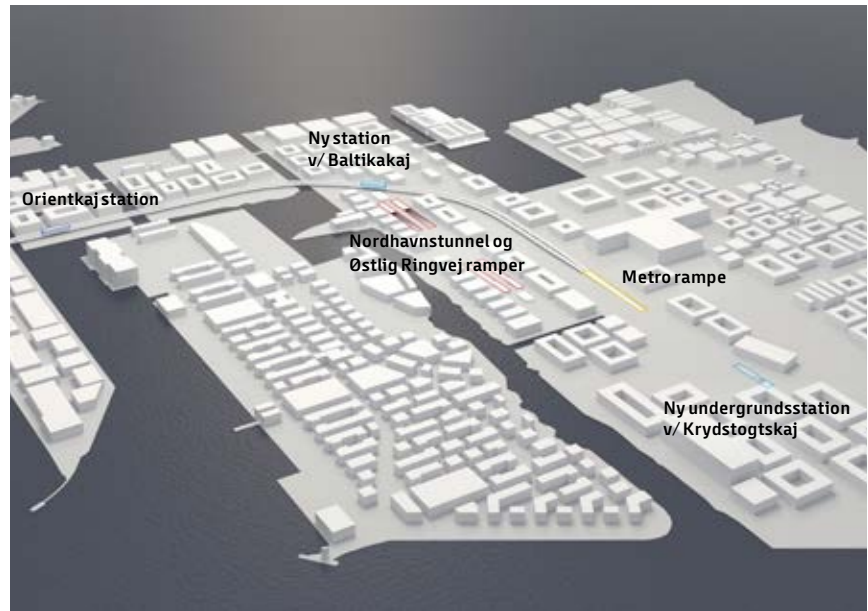 Ny station
v/ Baltikakaj
Orientkaj station
Nordhavnstunnel og
Østlig Ringvej ramper
Metro rampe
Ny undergrundsstation
v/ Krydstogtskaj